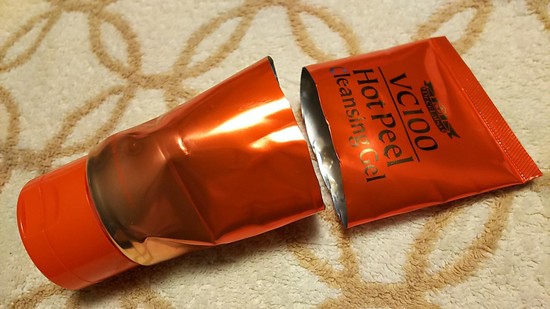 VC100
Hot Peel
Cleansing Gel